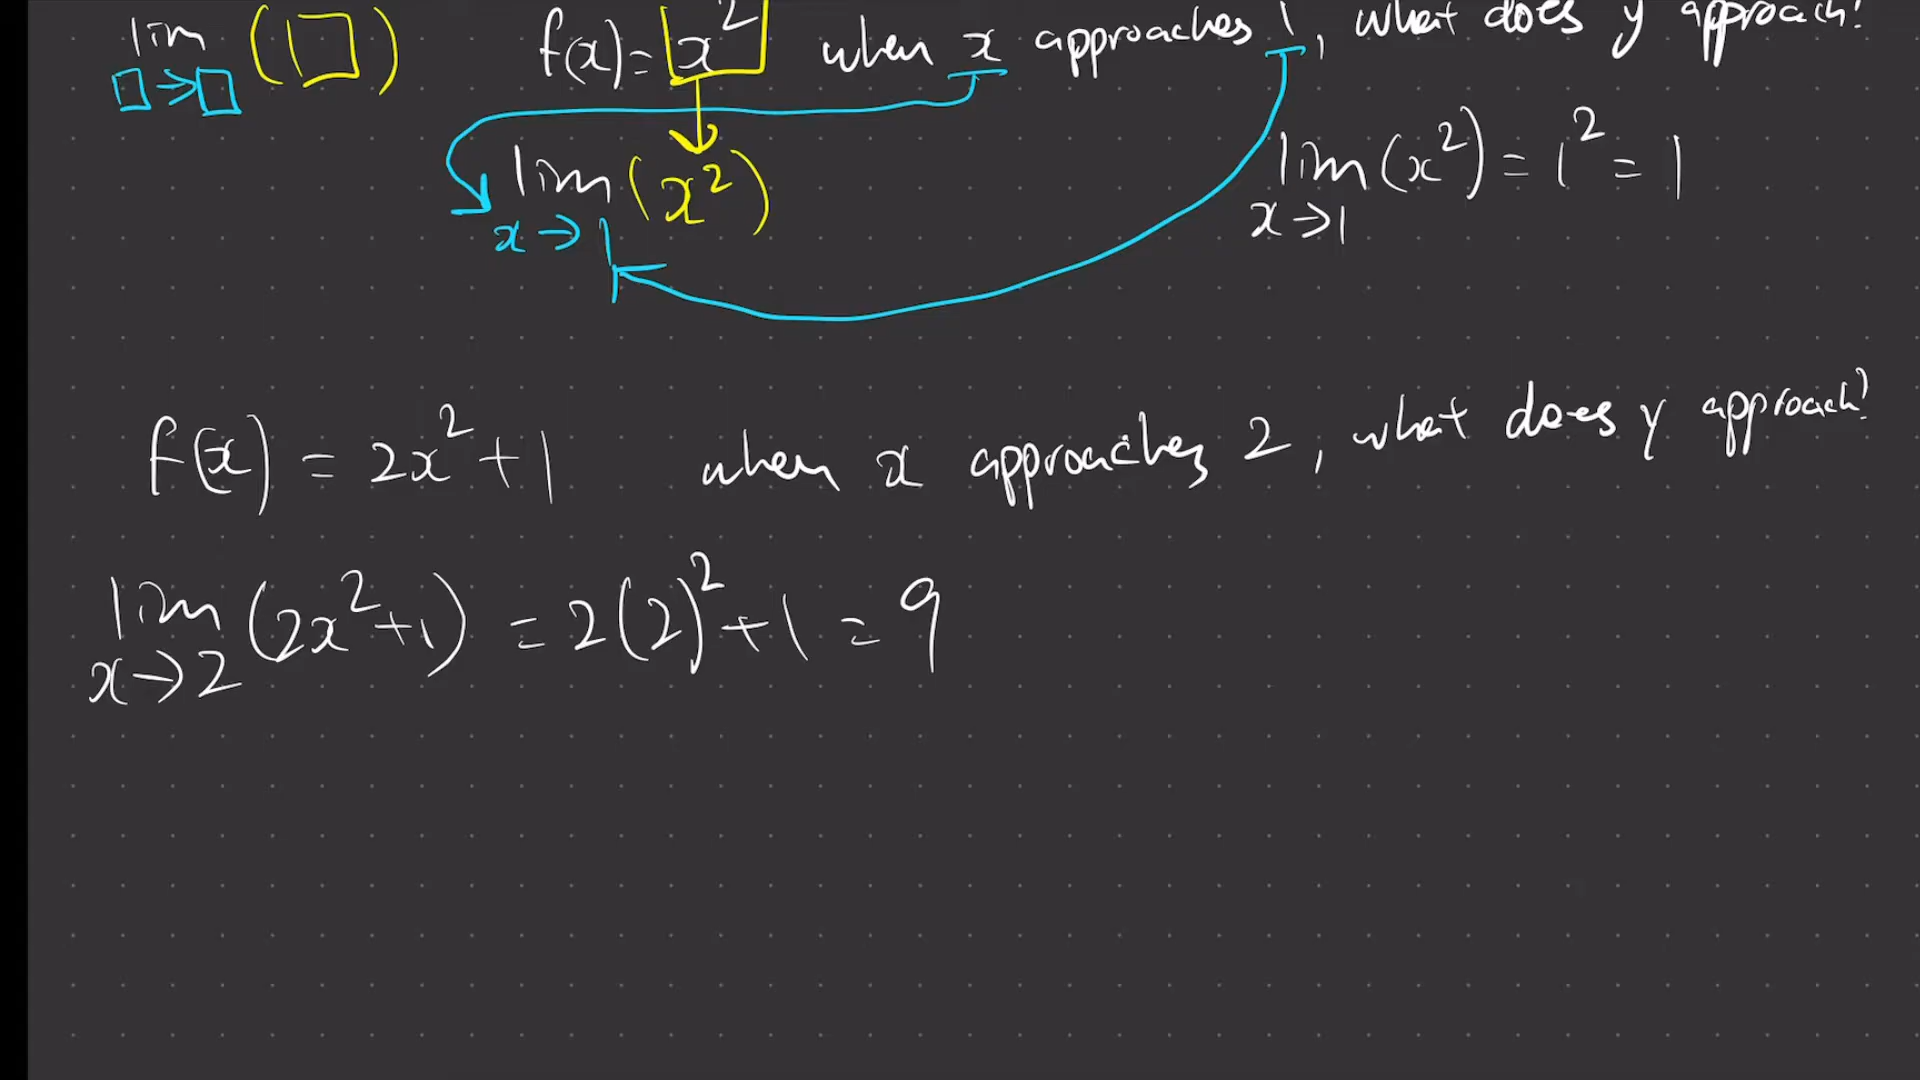 lim (□) f(x) = x² when x approaches 1, what does y approach?
□→□
lim (x²) lim (x²) = 1² = 1
x→1 x→1
f(x) = 2x² + 1 when x approaches 2, what does y approach?
lim (2x²+1) = 2(2)² + 1 = 9
x→2